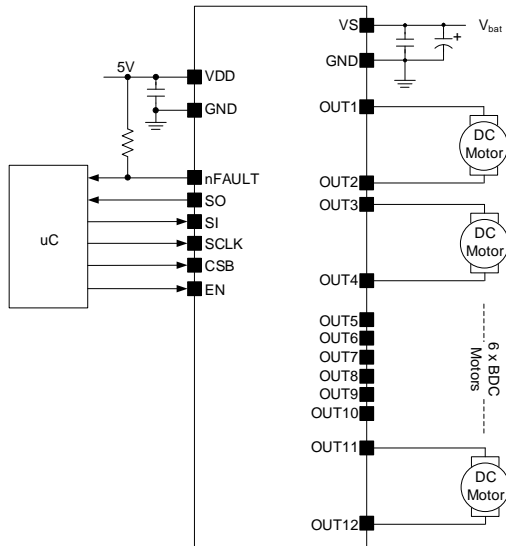 VS
V_bat
GND
5V
VDD
GND
OUT1
DC
Motor
nFAULT
OUT2
SO
OUT3
uC
SI
SCLK
DC
Motor
CSB
EN
OUT4
OUT5
OUT6
OUT7
OUT8
OUT9
OUT10
6 x BDC
Motors
OUT11
DC
Motor
OUT12